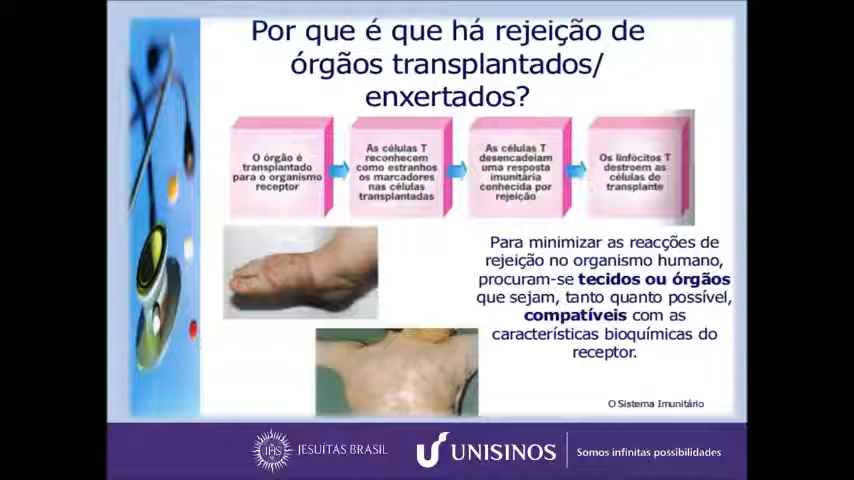 Por que é que há rejeição de
órgãos transplantados/
enxertados?
O órgão é
transplantado
para o organismo
receptor
As células T
reconhecem
como estranhos
os marcadores
nas células
transplantadas
As células T
desencadeiam
uma resposta
imunitária
conhecida por
rejeição
Os linfócitos T
destroem as
células do
transplante
Para minimizar as reacções de
rejeição no organismo humano,
procuram-se tecidos ou órgãos
que sejam, tanto quanto possível,
compatíveis com as
características bioquímicas do
receptor.
O Sistema Imunitário
IHS
JESUÍTAS BRASIL
UNISINOS
Somos infinitas possibilidades